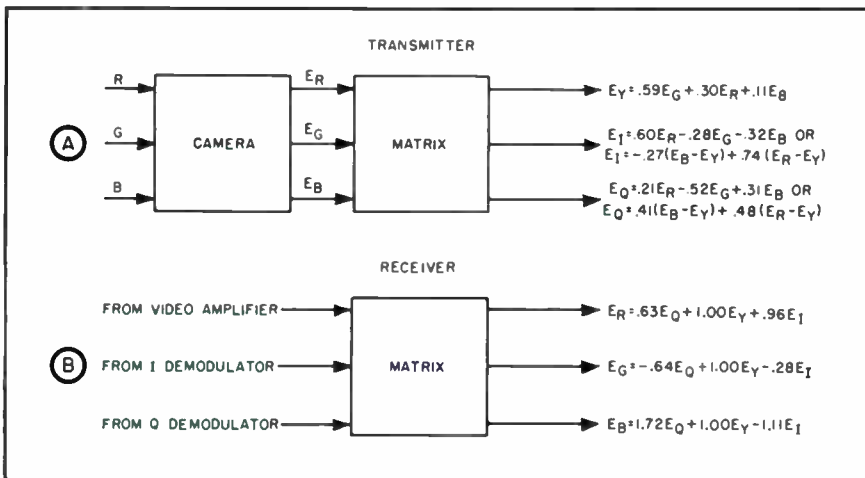 TRANSMITTER
R
E_R
E_Y=.59E_G+.30E_R+.11E_B
A
G
CAMERA
E_G
MATRIX
E_I=.60E_R-.28E_G-.32E_B OR
E_I=-.27(E_B-E_Y)+.74(E_R-E_Y)
B
E_B
E_Q=.21E_R-.52E_G+.31E_B OR
E_Q=.41(E_B-E_Y)+.48(E_R-E_Y)
RECEIVER
FROM VIDEO AMPLIFIER
E_R=.63E_Q+1.00E_Y+.96E_I
B
FROM I DEMODULATOR
MATRIX
E_G=-.64E_Q+1.00E_Y-.28E_I
FROM Q DEMODULATOR
E_B=1.72E_Q+1.00E_Y-1.11E_I